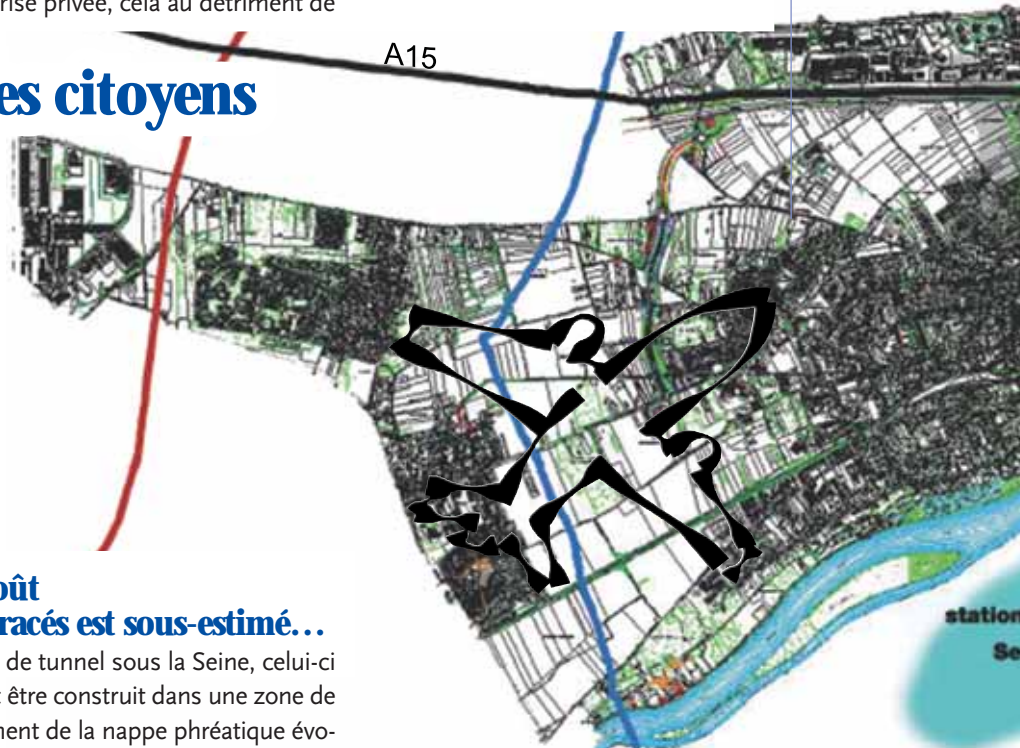 rise privée, cela au détriment de
A15
es citoyens
oût
racés est sous-estimé…
de tunnel sous la Seine, celui-ci
t être construit dans une zone de
ment de la nappe phréatique évo-
station
Se